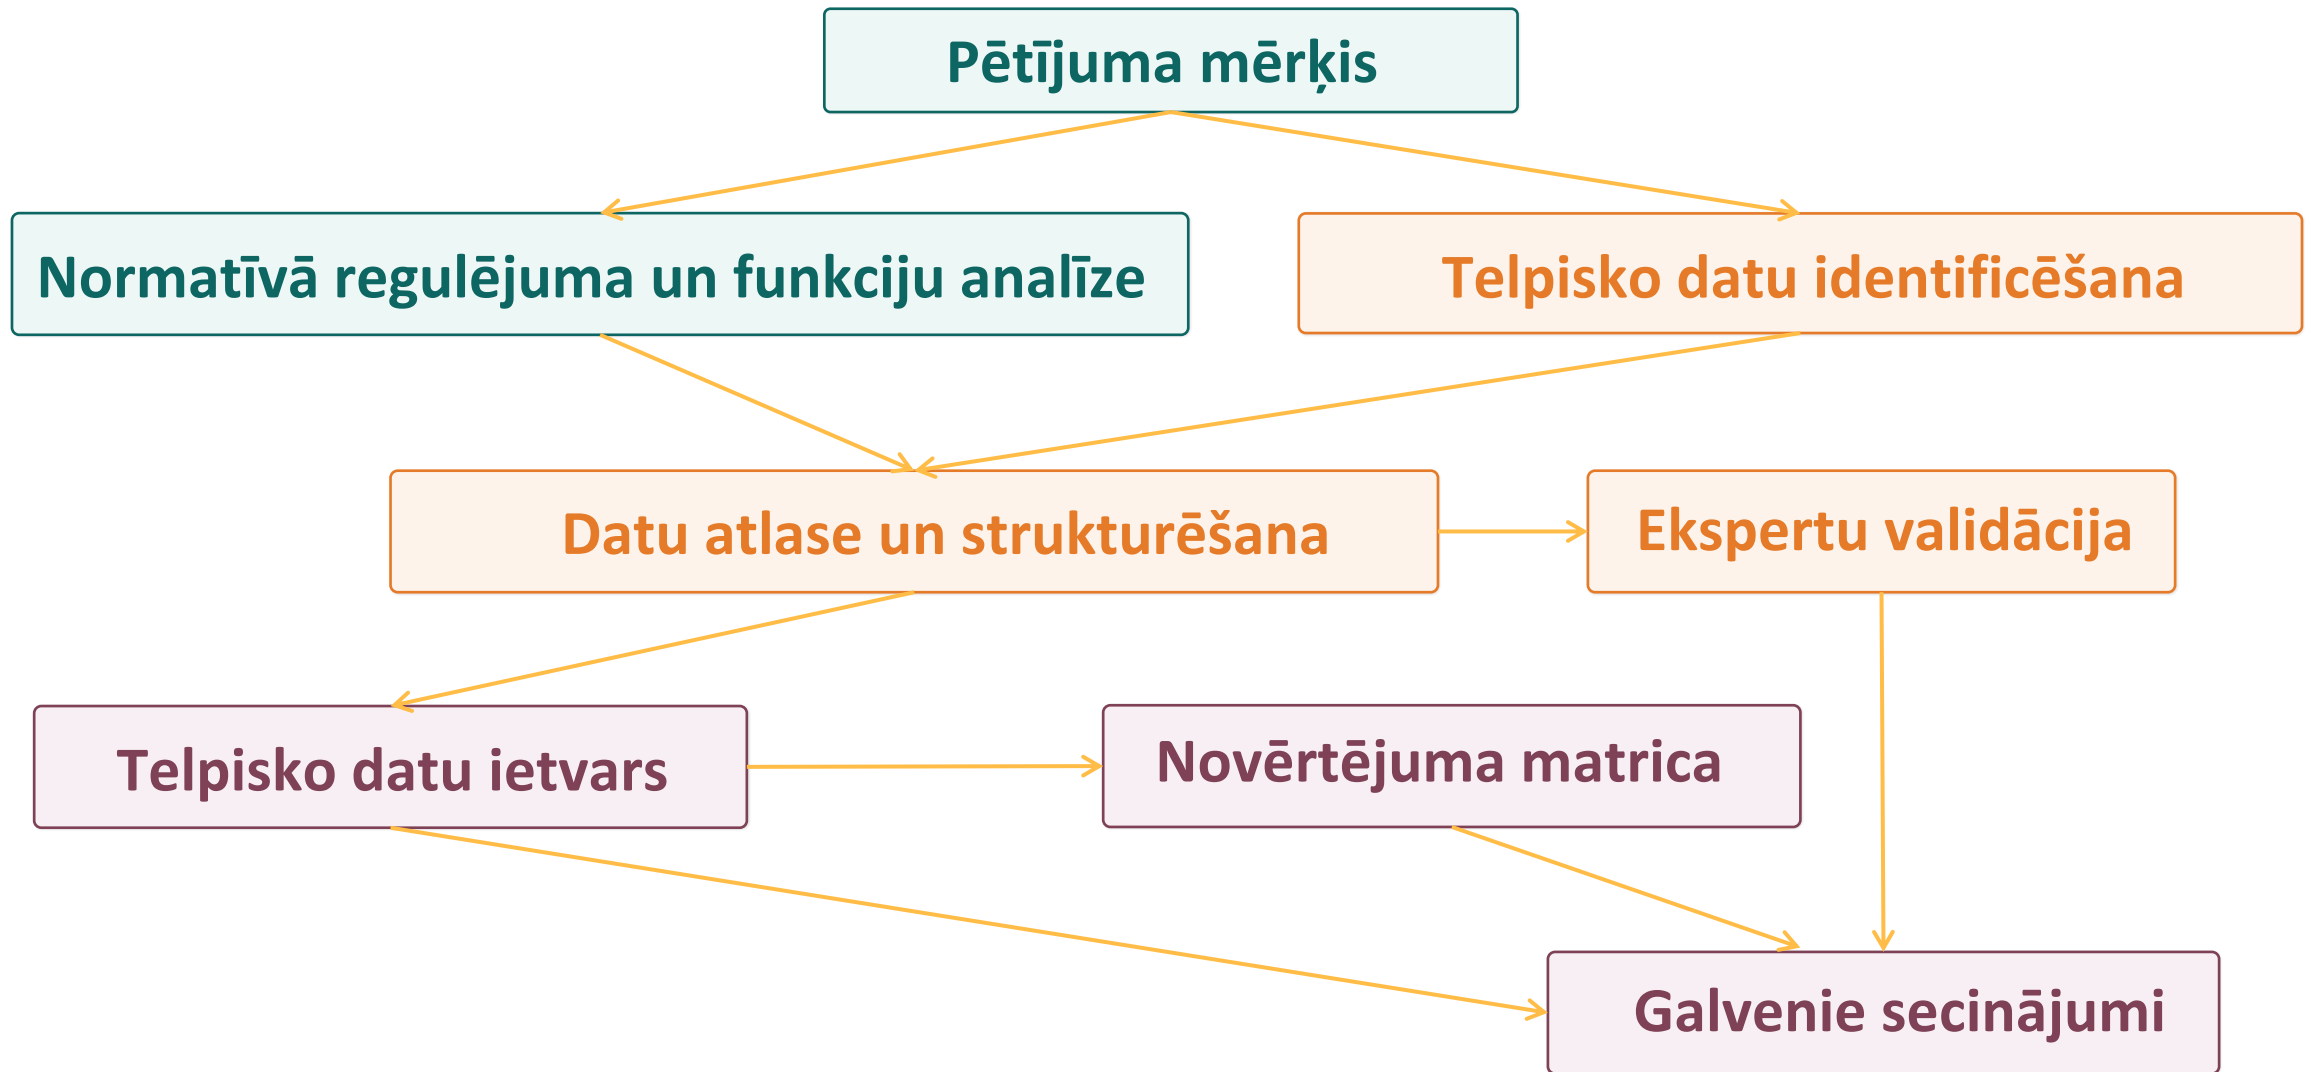 Pētījuma mērķis
Normatīvā regulējuma un funkciju analīze
Telpisko datu identificēšana
Datu atlase un strukturēšana
Ekspertu validācija
Telpisko datu ietvars
Novērtējuma matrica
Galvenie secinājumi